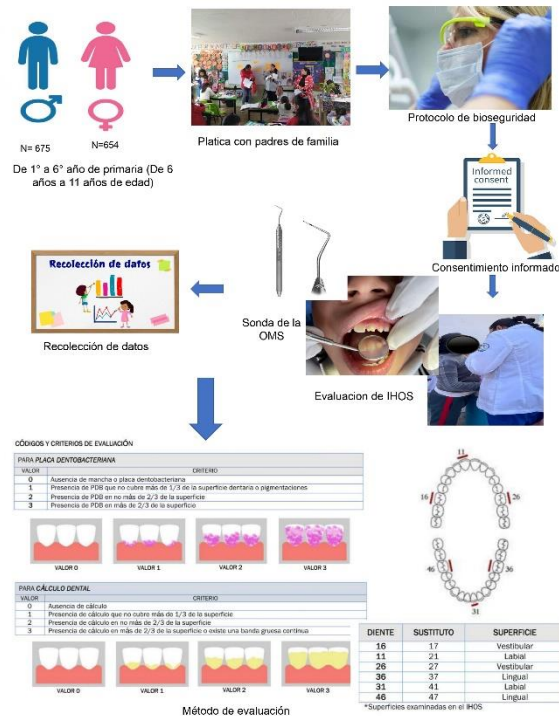 N= 675
N=654
De 1° a 6° año de primaria (De 6
años a 11 años de edad)
Platica con padres de familia
Protocolo de bioseguridad
Informed
consent
Consentimiento informado
Evaluacion de IHOS
Sonda de la
OMS
Recolección de datos
Recolección de datos
CÓDIGOS Y CRITERIOS DE EVALUACIÓN
PARA PLACA DENTOBACTERIANA
VALOR CRITERIO
0 Ausencia de mancha o placa dentobacteriana
1 Presencia de PDB que no cubre más de 1/3 de la superficie dentaria o pigmentaciones
2 Presencia de PDB en no más de 2/3 de la superficie
3 Presencia de PDB en más de 2/3 de la superficie
VALOR 0 VALOR 1 VALOR 2 VALOR 3
PARA CÁLCULO DENTAL
VALOR CRITERIO
0 Ausencia de cálculo
1 Presencia de cálculo que no cubre más de 1/3 de la superficie
2 Presencia de cálculo en no más de 2/3 de la superficie
3 Presencia de cálculo en más de 2/3 de la superficie o existe una banda gruesa continua
VALOR 0 VALOR 1 VALOR 2 VALOR 3
11
16 26
46 36
31
DIENTE SUSTITUTO SUPERFICIE
16 17 Vestibular
11 21 Labial
26 27 Vestibular
36 37 Lingual
31 41 Labial
46 47 Lingual
*Superficies examinadas en el IHOS
Método de evaluación